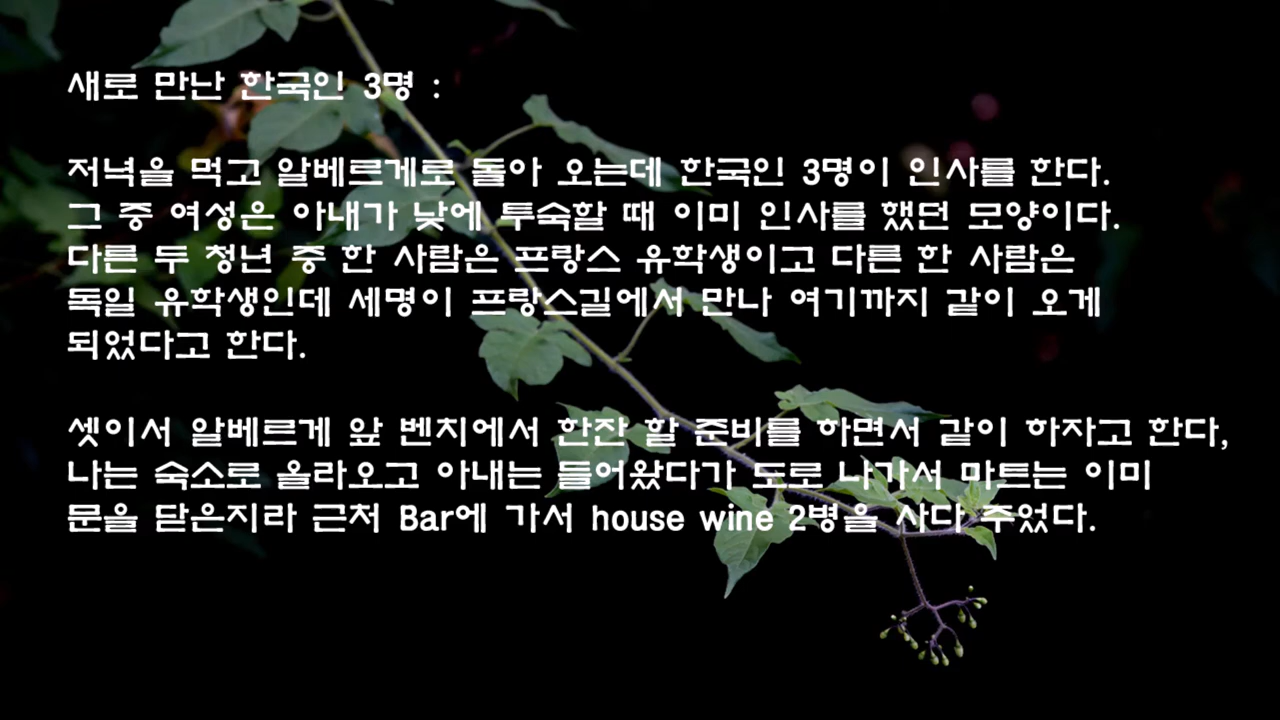 새로 만난 한국인 3명 :
저녁을 먹고 알베르게로 돌아 오는데 한국인 3명이 인사를 한다.
그 중 여성은 아내가 낮에 투숙할 때 이미 인사를 했던 모양이다.
다른 두 청년 중 한 사람은 프랑스 유학생이고 다른 한 사람은
독일 유학생인데 세명이 프랑스길에서 만나 여기까지 같이 오게
되었다고 한다.
셋이서 알베르게 앞 벤치에서 한잔 할 준비를 하면서 같이 하자고 한다,
나는 숙소로 올라오고 아내는 들어왔다가 도로 나가서 마트는 이미
문을 닫은지라 근처 Bar에 가서 house wine 2병을 사다 주었다.